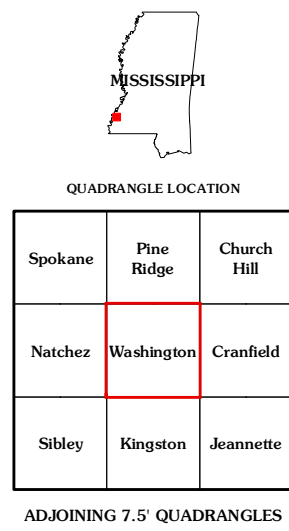 MISSISSIPPI
QUADRANGLE LOCATION
Spokane
Pine
Ridge
Church
Hill
Natchez
Washington
Cranfield
Sibley
Kingston
Jeannette
ADJOINING 7.5' QUADRANGLES